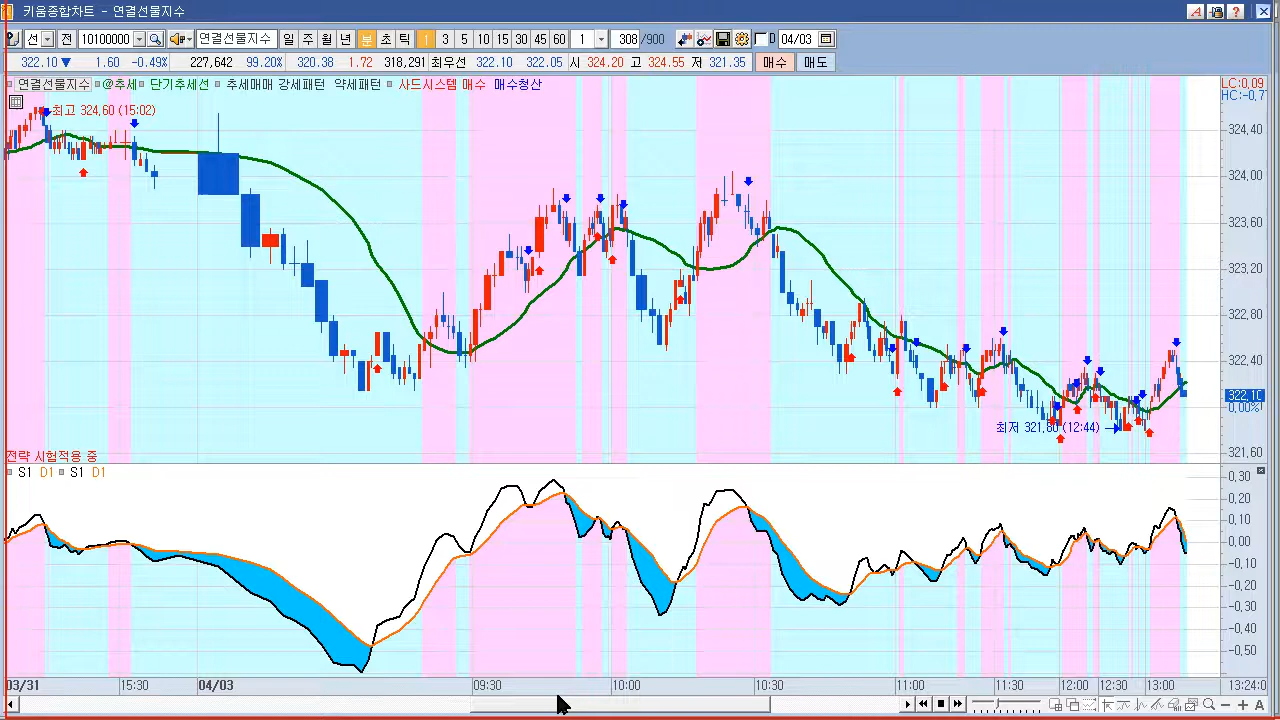 키움종합차트 - 연결선물지수
선 전 10100000 연결선물지수 일 주 월 년 분 초 틱 1 3 5 10 15 30 45 60 1 308 /900 D 04/03
322.10 ▼ 1.60 -0.49% 227,642 99.20% 320.36 1.72 318,291 최우선 322.10 322.05 시 324.20 고 324.55 저 321.35 매수 매도
연결선물지수 @추세 단기추세선 추세매매 강세패턴 약세패턴 사드시스템 매수 매수청산
LC:0,09
HC:-0,7
최고 324,60 (15:02)
324,40
324,00
323,60
323,20
322,80
322,40
322,10
0,00%
최저 321,80 (12:44)
321,60
전략 시험적용 중
S1 D1 S1 D1
0,30
0,20
0,10
0,00
-0,10
-0,20
-0,30
-0,40
-0,50
03/31 15:30 04/03 09:30 10:00 10:30 11:00 11:30 12:00 12:30 13:00 13:24:0